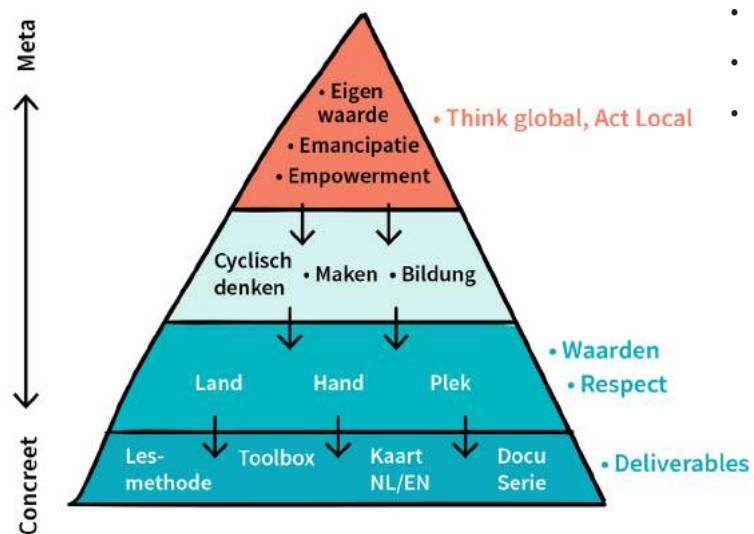 Meta
• Eigen
waarde
• Emancipatie
• Empowerment
• Think global, Act Local
Cyclisch
denken
• Maken
• Bildung
Land
Hand
Plek
• Waarden
• Respect
Les-
methode
Toolbox
Kaart
NL/EN
Docu
Serie
• Deliverables
Concreet